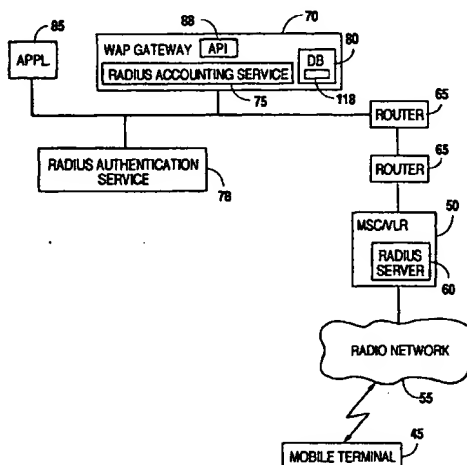 85
APPL.
70
WAP GATEWAY
88
API
80
DB
118
RADIUS ACCOUNTING SERVICE
75
RADIUS AUTHENTICATION
SERVICE
78
ROUTER
65
ROUTER
65
MSC/VLR
50
RADIUS
SERVER
60
RADIO NETWORK
55
MOBILE TERMINAL
45